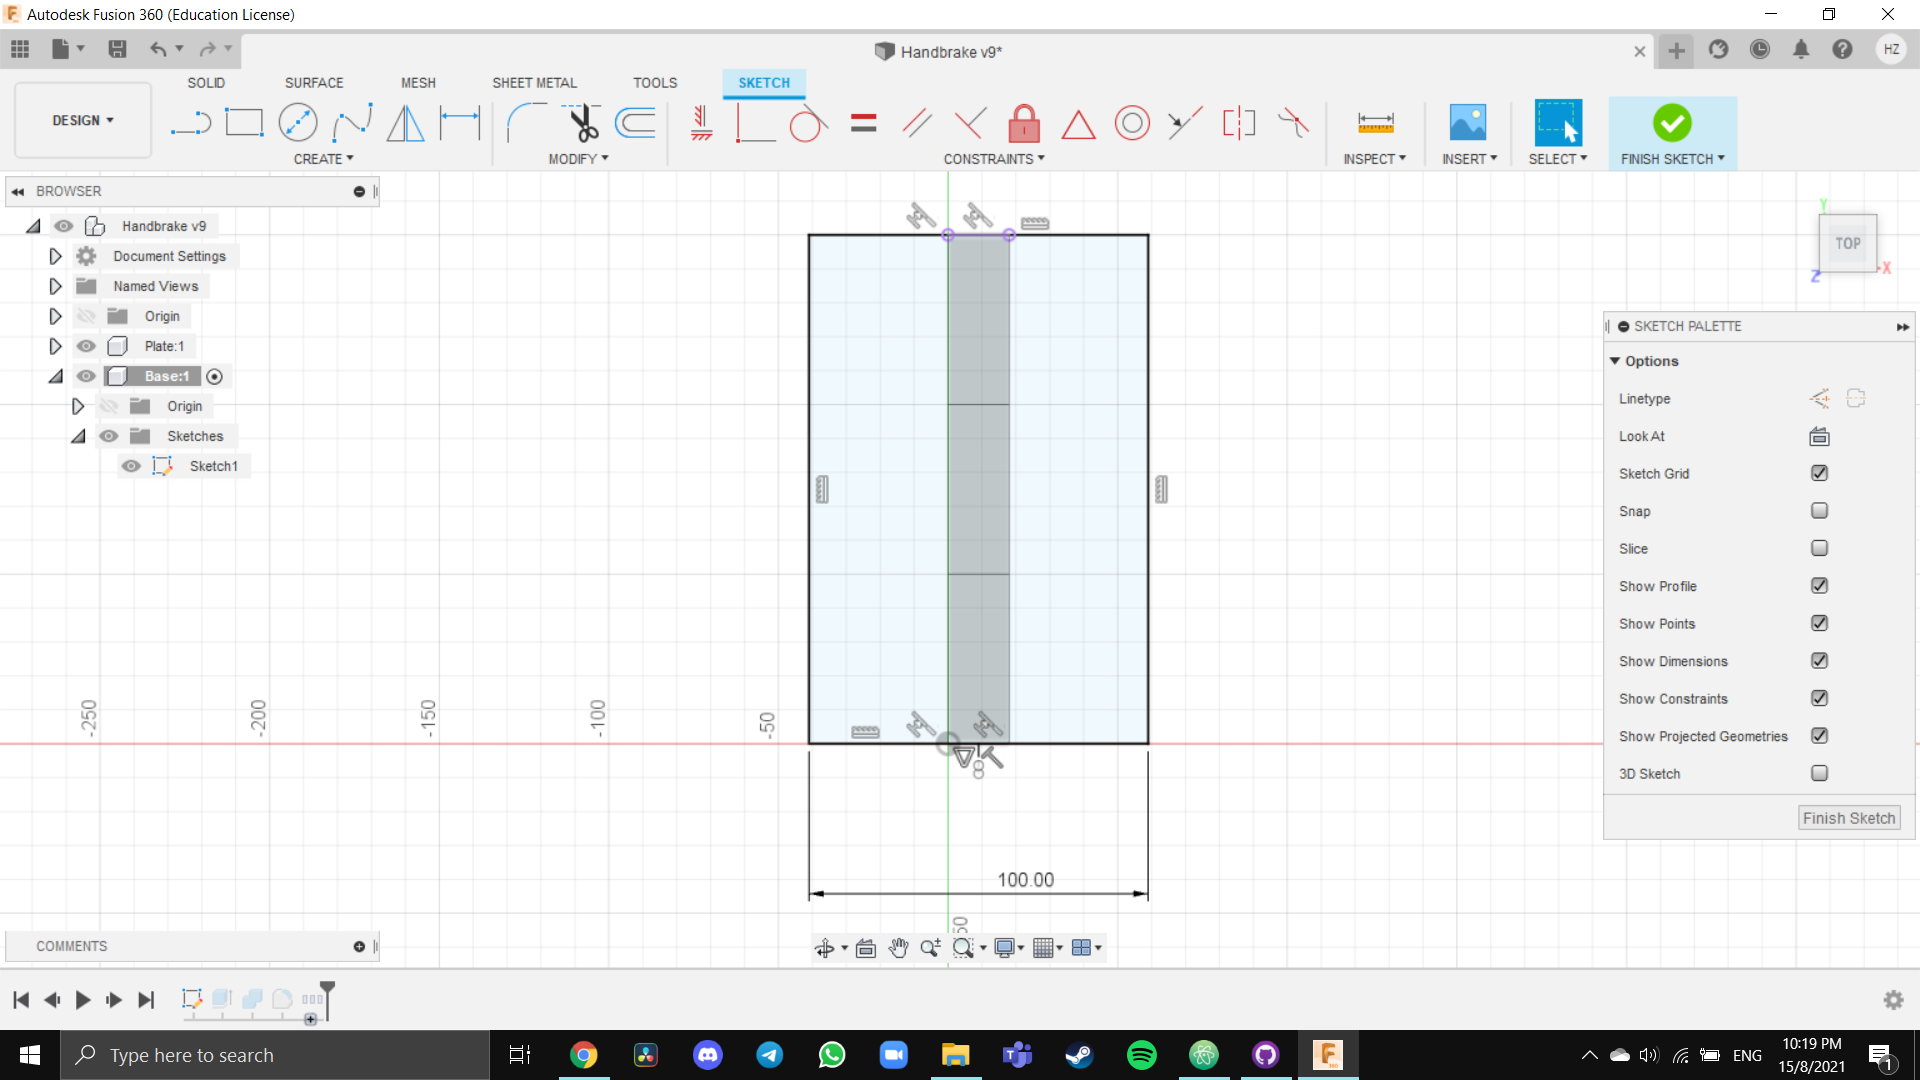 Autodesk Fusion 360 (Education License)
Handbrake v9*
HZ
SOLID SURFACE MESH SHEET METAL TOOLS SKETCH
DESIGN
CREATE MODIFY CONSTRAINTS INSPECT INSERT SELECT FINISH SKETCH
BROWSER
Handbrake v9
Document Settings
Named Views
Origin
Plate:1
Base:1
Origin
Sketches
Sketch1
Y
TOP
X
Z
SKETCH PALETTE
Options
Linetype
Look At
Sketch Grid
Snap
Slice
Show Profile
Show Points
Show Dimensions
Show Constraints
Show Projected Geometries
3D Sketch
Finish Sketch
-250 -200 -150 -100 -50
100.00
50
COMMENTS
Type here to search
ENG
10:19 PM
15/8/2021
1